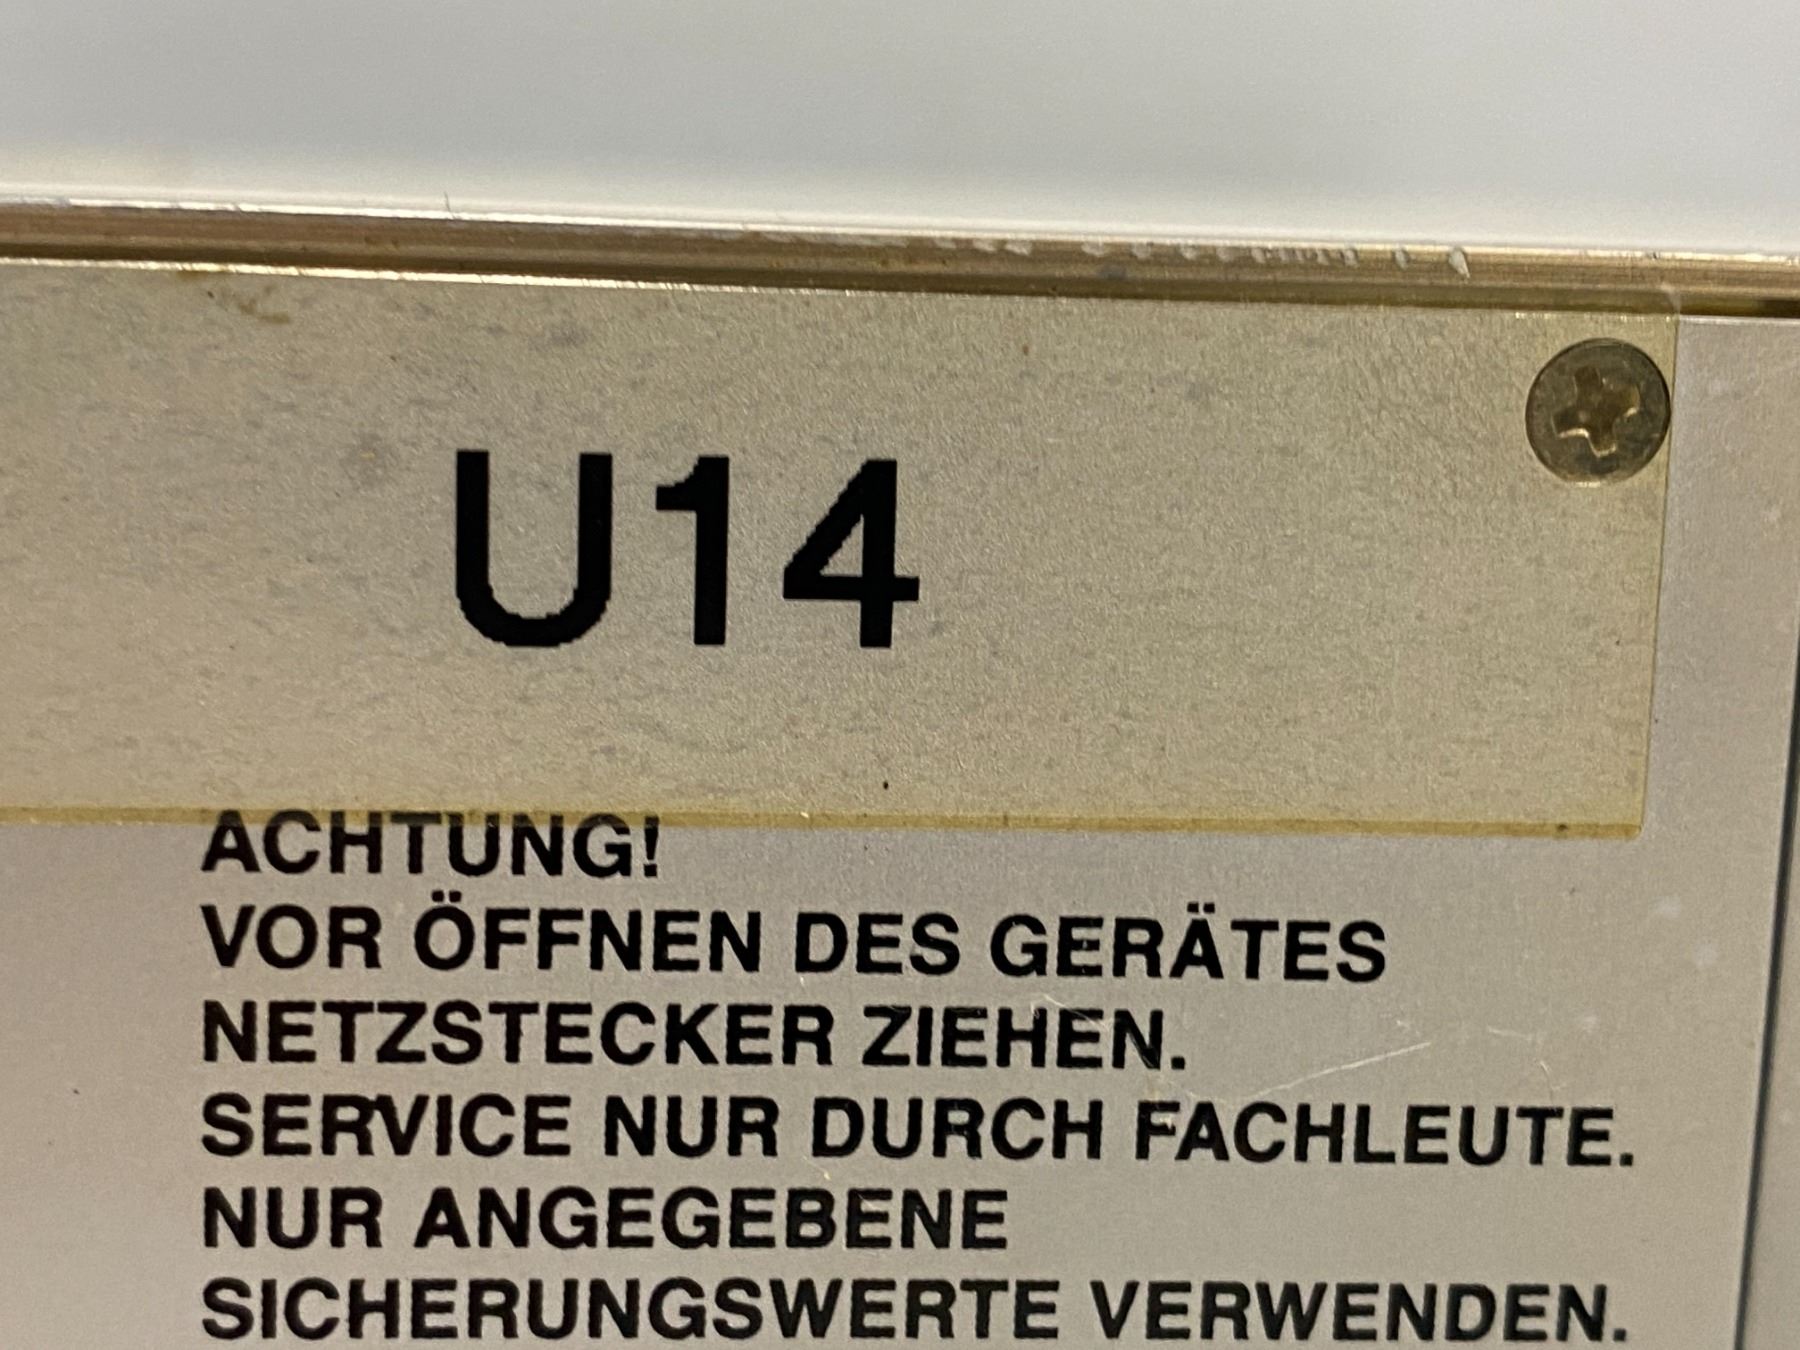 U14
ACHTUNG!
VOR ÖFFNEN DES GERÄTES
NETZSTECKER ZIEHEN.
SERVICE NUR DURCH FACHLEUTE.
NUR ANGEGEBENE
SICHERUNGSWERTE VERWENDEN.